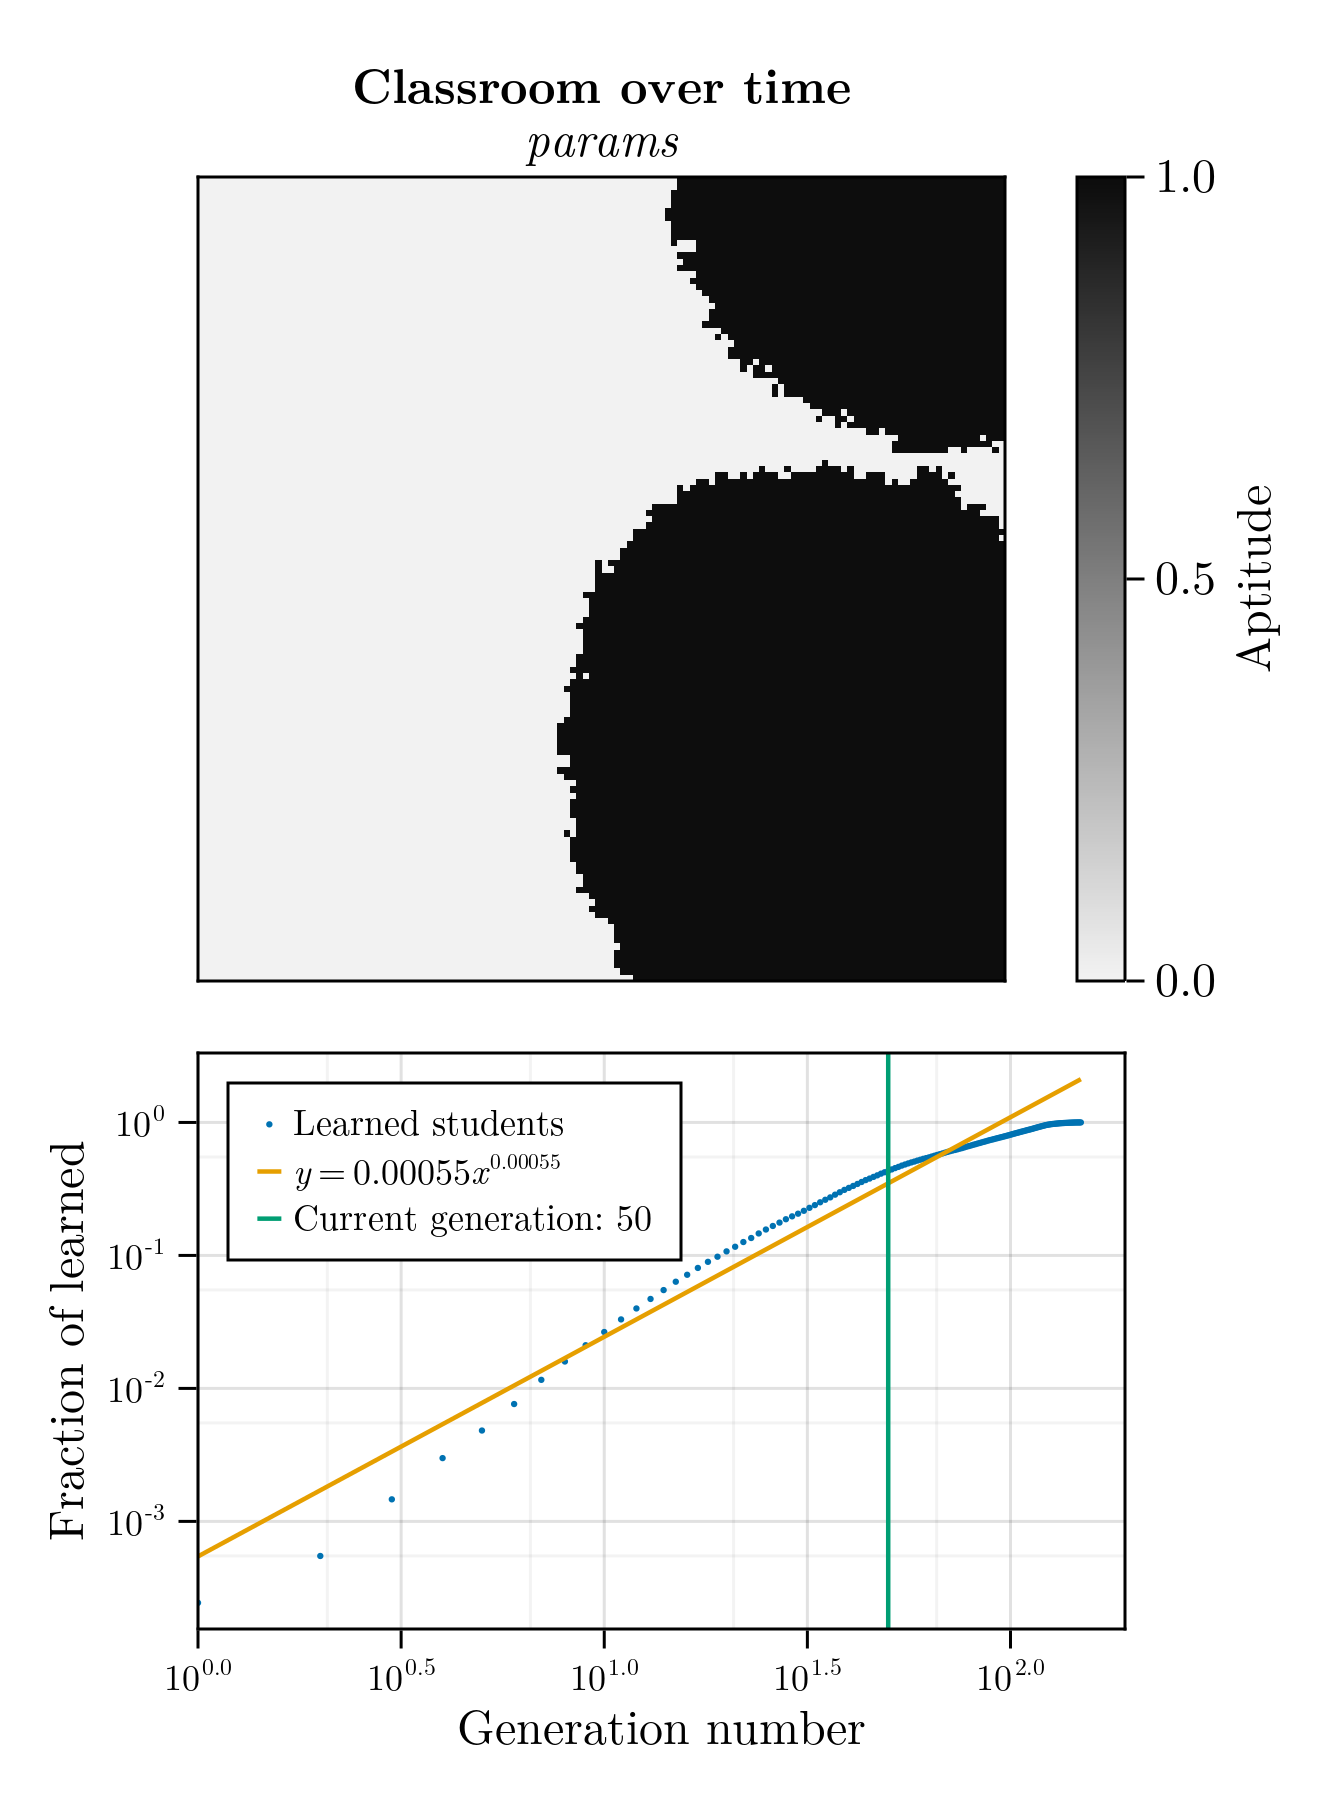 Classroom over time
params
1.0
0.5
0.0
Aptitude
Learned students
y = 0.00055x^0.00055
Current generation: 50
10^0
10^-1
10^-2
10^-3
Fraction of learned
10^0.0 10^0.5 10^1.0 10^1.5 10^2.0
Generation number